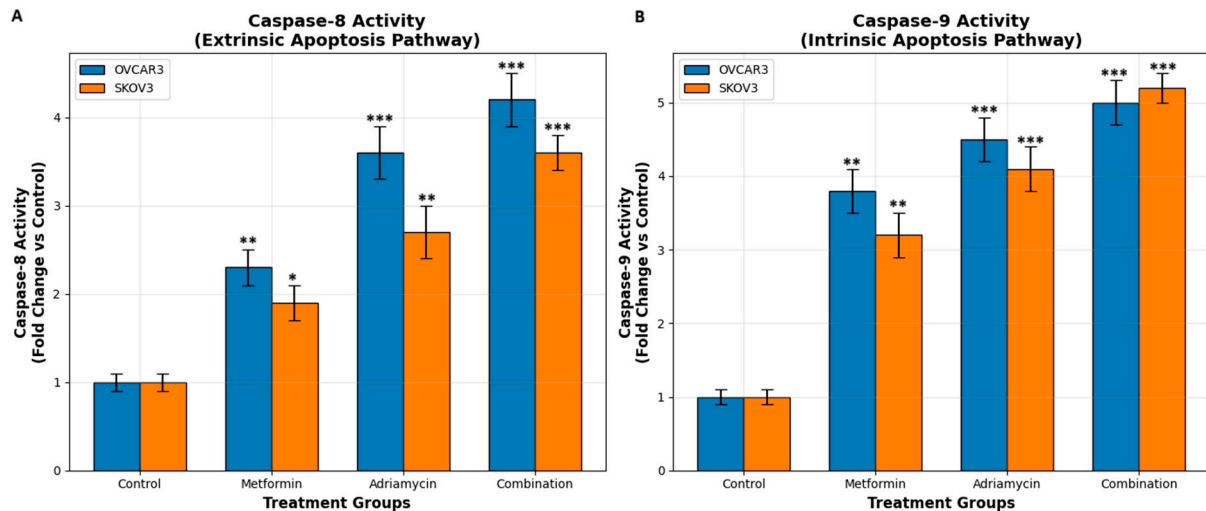 A
Caspase-8 Activity
(Extrinsic Apoptosis Pathway)
OVCAR3
SKOV3
Caspase-8 Activity
(Fold Change vs Control)
4
3
2
1
0
**
*
***
**
***
***
Control
Metformin
Adriamycin
Combination
Treatment Groups
B
Caspase-9 Activity
(Intrinsic Apoptosis Pathway)
OVCAR3
SKOV3
Caspase-9 Activity
(Fold Change vs Control)
5
4
3
2
1
0
**
**
***
***
***
***
Control
Metformin
Adriamycin
Combination
Treatment Groups